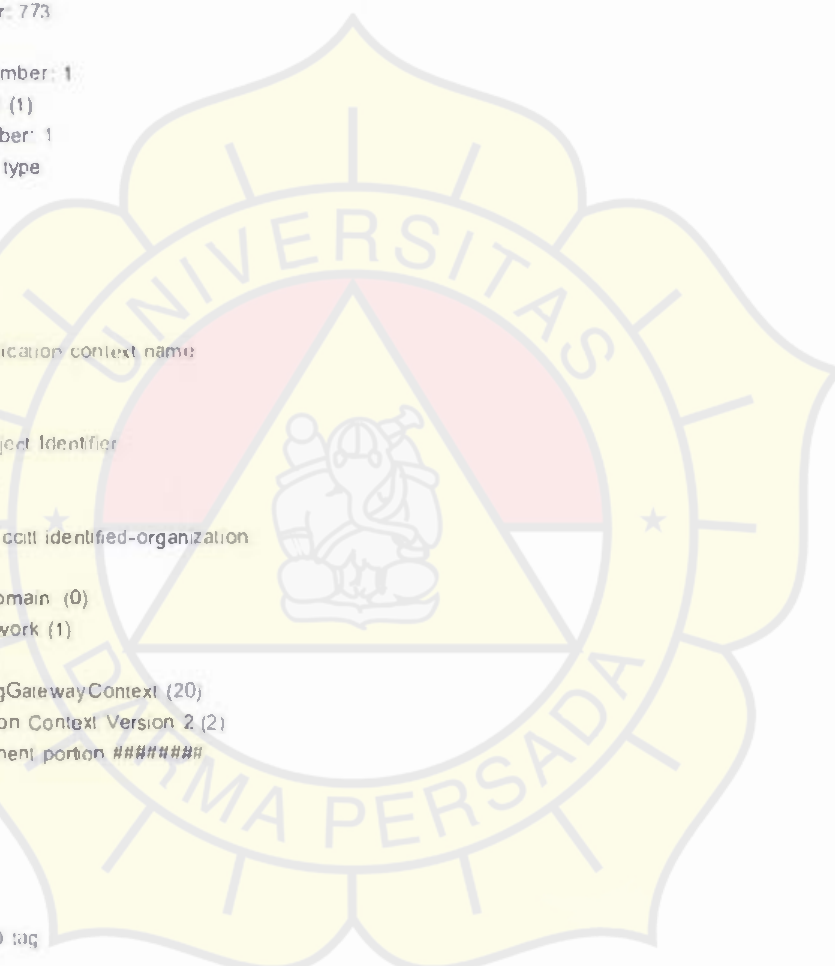 r: 773
mber: 1
(1)
ber: 1
type
ication context name
ject Identifier
ccitt identified-organization
omain (0)
work (1)
gGatewayContext (20)
on Context Version 2 (2)
nent portion ########
) tag
UNIVERSITAS
DARMA PERSADA